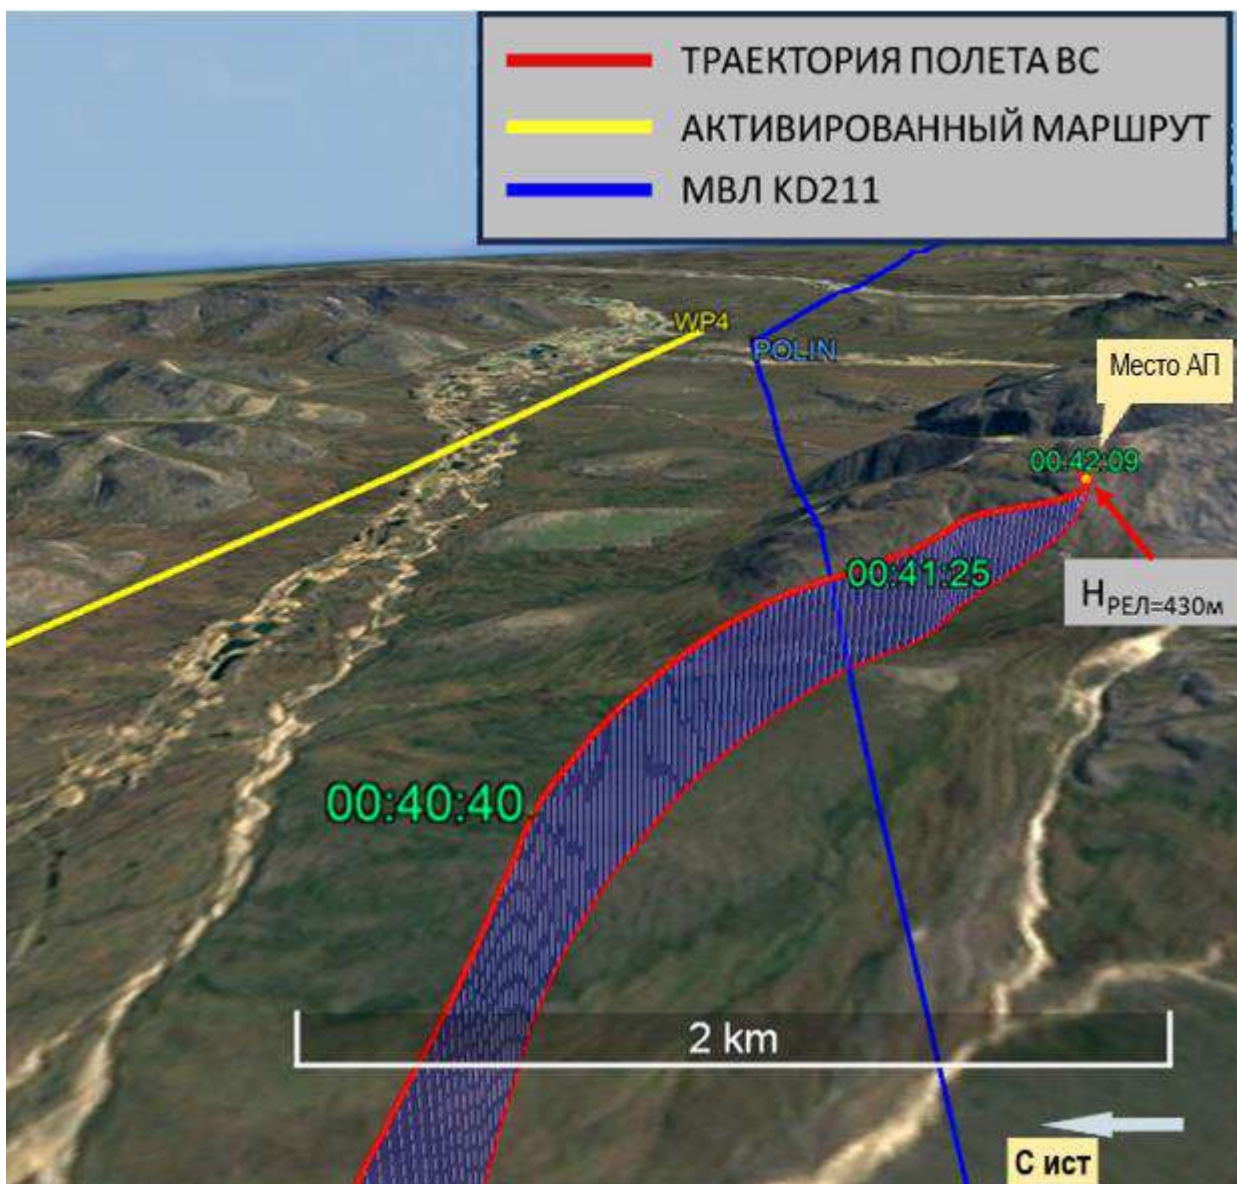 ТРАЕКТОРИЯ ПОЛЕТА ВС
АКТИВИРОВАННЫЙ МАРШРУТ
МВЛ KD211
WP4
POLIN
Место АП
00:42:09
00:41:25
HРЕЛ=430м
00:40:40
2 km
С ист